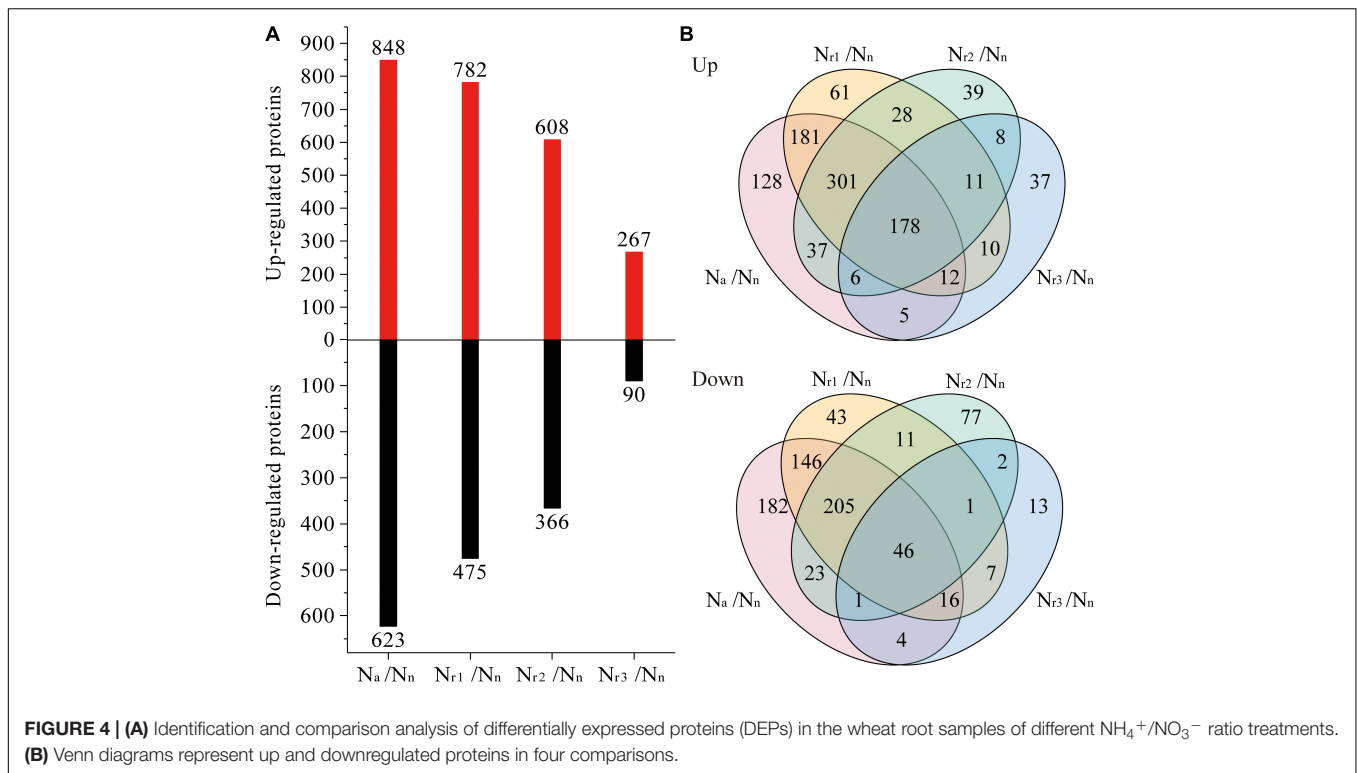 A
Up-regulated proteins
900
800
700
600
500
400
300
200
100
0
848
782
608
267
Down-regulated proteins
100
200
300
400
500
600
623
475
366
90
Na /Nn Nr1 /Nn Nr2 /Nn Nr3 /Nn
B
Up
Nr1 /Nn Nr2 /Nn
61 39
28
181 8
128 301 11 37
178
37 10
Na /Nn 6 12 Nr3 /Nn
5
Down
Nr1 /Nn Nr2 /Nn
43 77
11
146 2
182 205 1 13
46
23 7
Na /Nn 1 16 Nr3 /Nn
4
FIGURE 4 | (A) Identification and comparison analysis of differentially expressed proteins (DEPs) in the wheat root samples of different NH₄⁺/NO₃⁻ ratio treatments.
(B) Venn diagrams represent up and downregulated proteins in four comparisons.